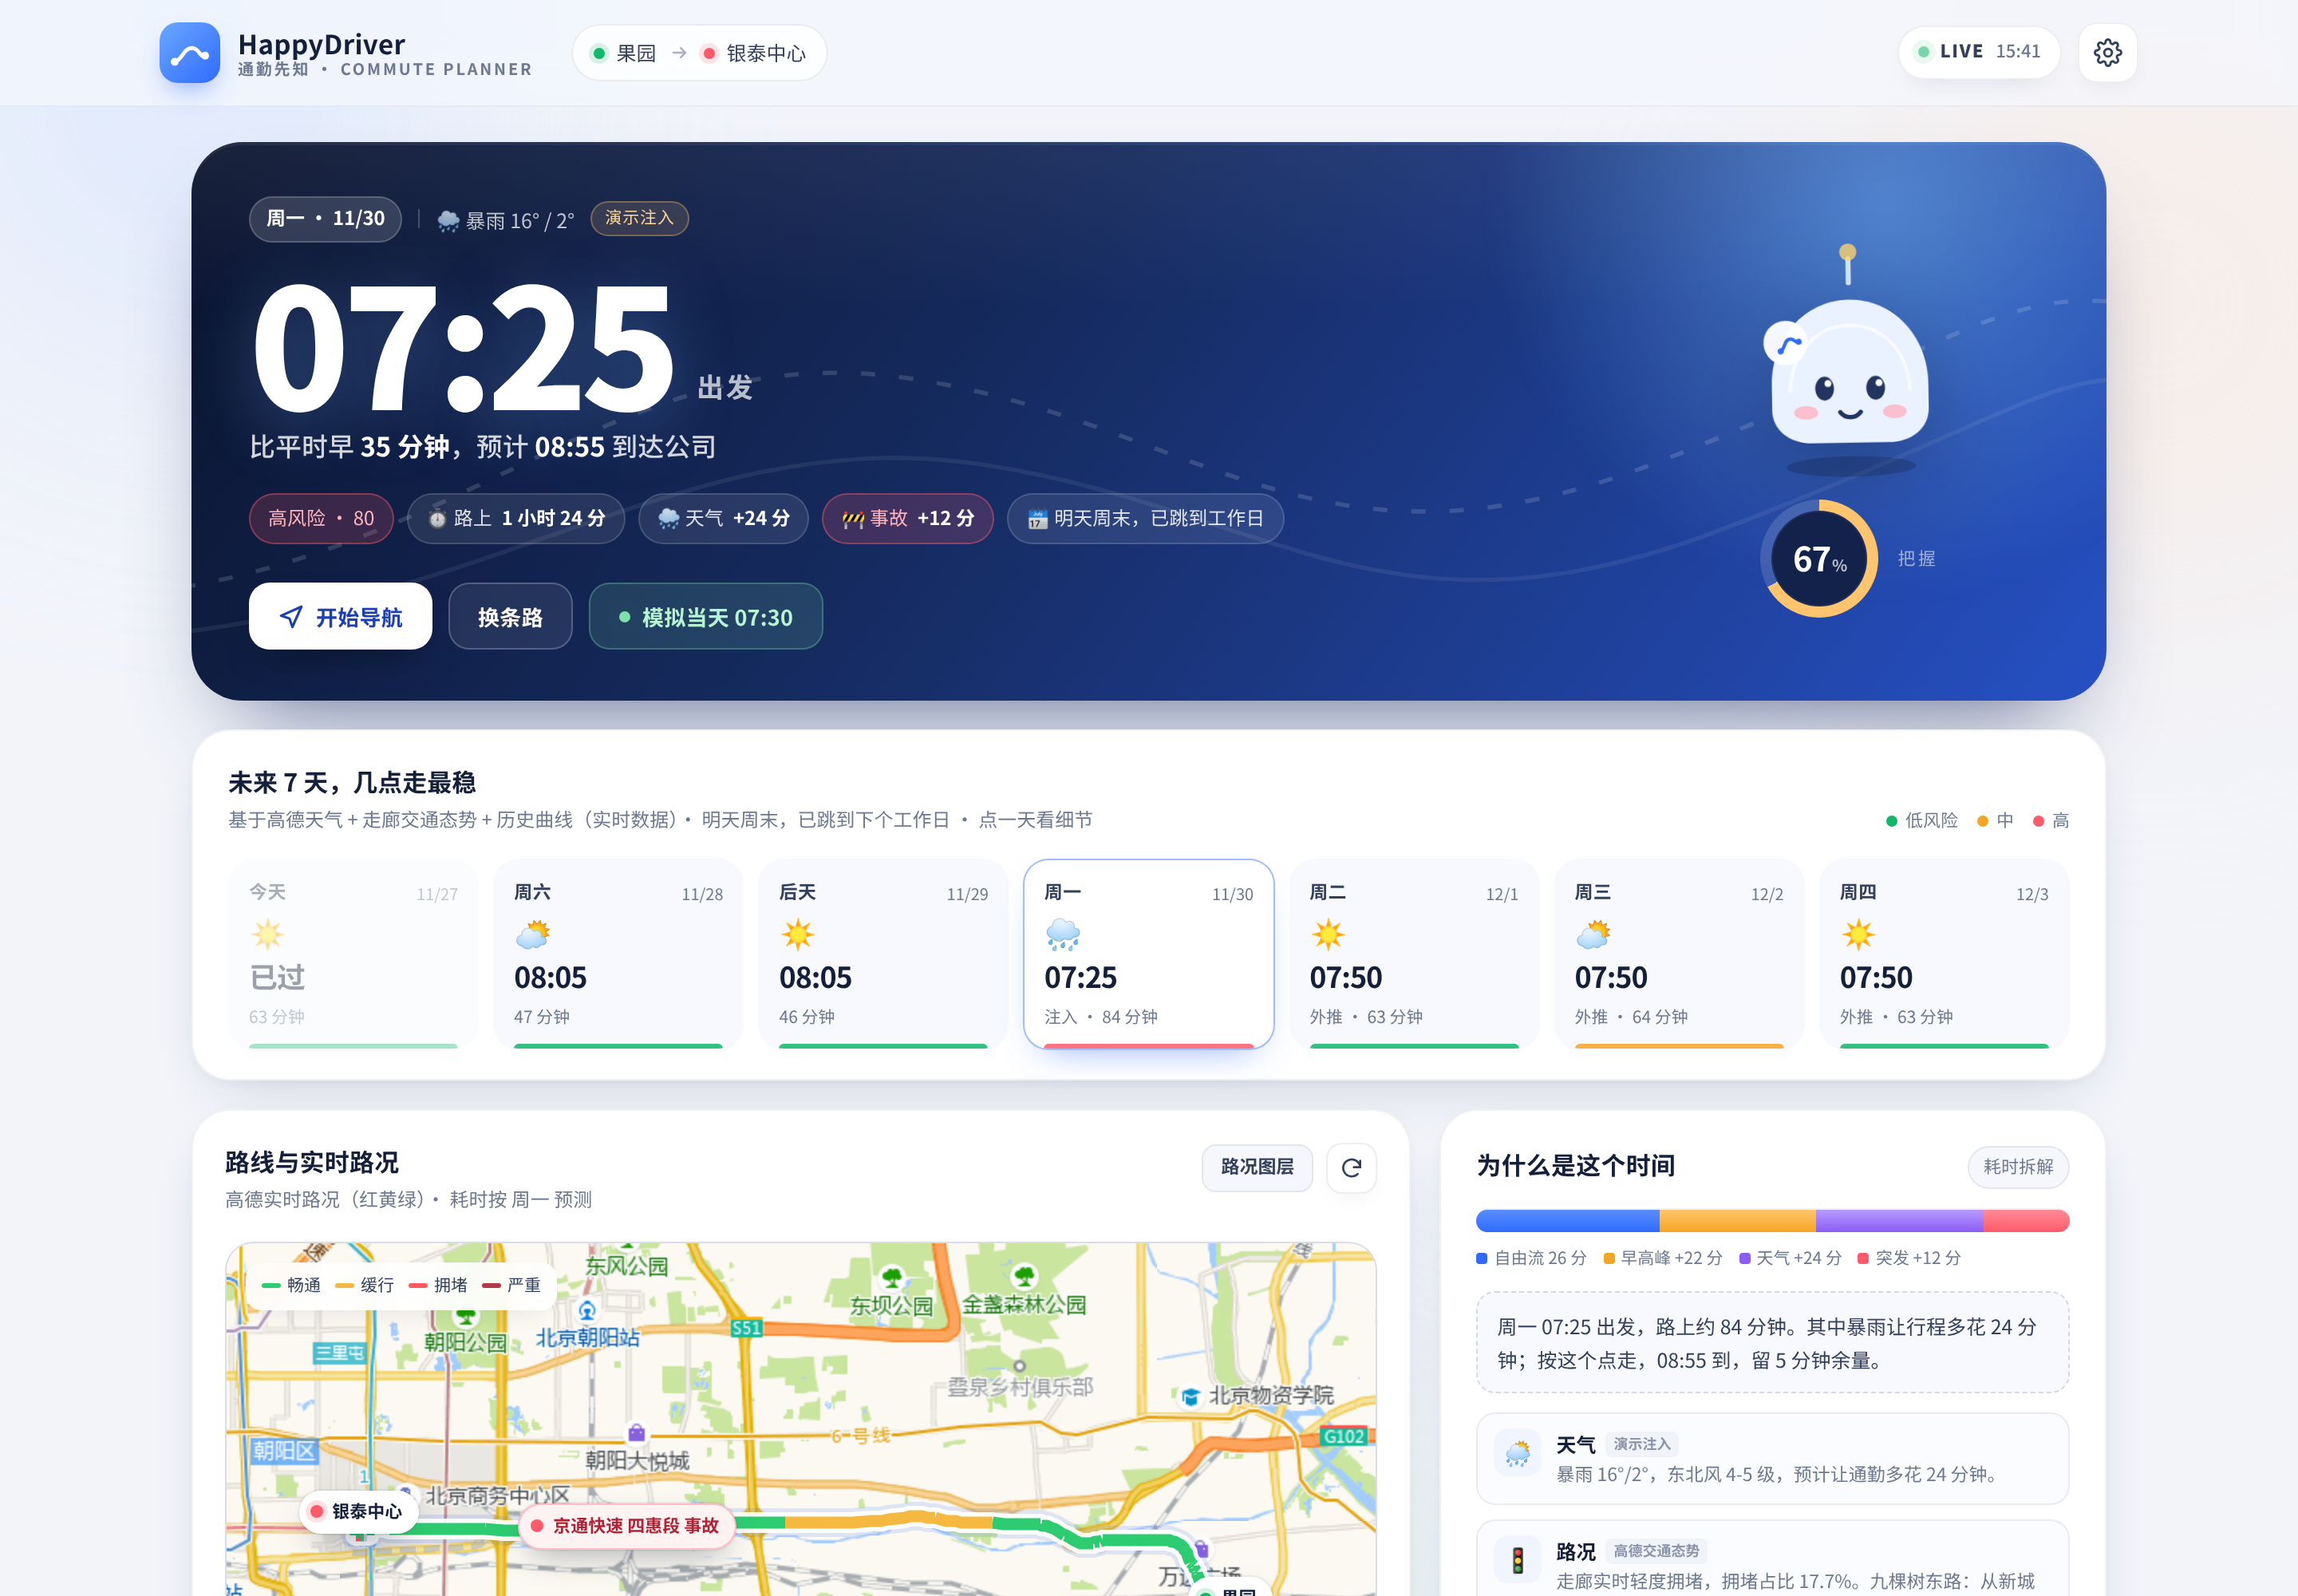 HappyDriver
通勤先知 · COMMUTE PLANNER
果园 → 银泰中心
LIVE 15:41
周一 · 11/30
暴雨 16° / 2°
演示注入
07:25 出发
比平时早 35 分钟，预计 08:55 到达公司
高风险 · 80
路上 1 小时 24 分
天气 +24 分
事故 +12 分
明天周末，已跳到工作日
67%
把握
开始导航
换条路
模拟当天 07:30
未来 7 天，几点走最稳
基于高德天气 + 走廊交通态势 + 历史曲线（实时数据）· 明天周末，已跳到下个工作日 · 点一天看细节
低风险 中 高
今天 11/27
已过
63 分钟
周六 11/28
08:05
47 分钟
后天 11/29
08:05
46 分钟
周一 11/30
07:25
注入 · 84 分钟
周二 12/1
07:50
外推 · 63 分钟
周三 12/2
07:50
外推 · 64 分钟
周四 12/3
07:50
外推 · 63 分钟
路线与实时路况
高德实时路况（红黄绿）· 耗时按 周一 预测
路况图层
畅通 缓行 拥堵 严重
东风公园
东坝公园
金盏森林公园
朝阳公园
北京朝阳站
S51
三里屯
北京物资学院
6 号线
G102
朝阳区
朝阳大悦城
1
北京商务中心区
银泰中心
京通快速 四惠段 事故
站
为什么是这个时间
耗时拆解
自由流 26 分 早高峰 +22 分 天气 +24 分 突发 +12 分
周一 07:25 出发，路上约 84 分钟。其中暴雨让行程多花 24 分
钟；按这个点走，08:55 到，留 5 分钟余量。
天气 演示注入
暴雨 16°/2°，东北风 4-5 级，预计让通勤多花 24 分钟。
路况 高德交通态势
走廊实时轻度拥堵，拥堵占比 17.7%。九棵树东路：从新城